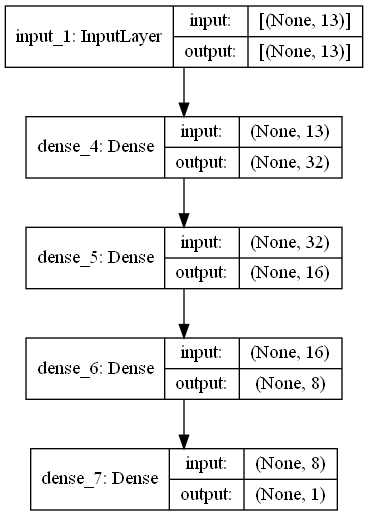 input_1: InputLayer
input: [(None, 13)]
output: [(None, 13)]
dense_4: Dense
input: (None, 13)
output: (None, 32)
dense_5: Dense
input: (None, 32)
output: (None, 16)
dense_6: Dense
input: (None, 16)
output: (None, 8)
dense_7: Dense
input: (None, 8)
output: (None, 1)